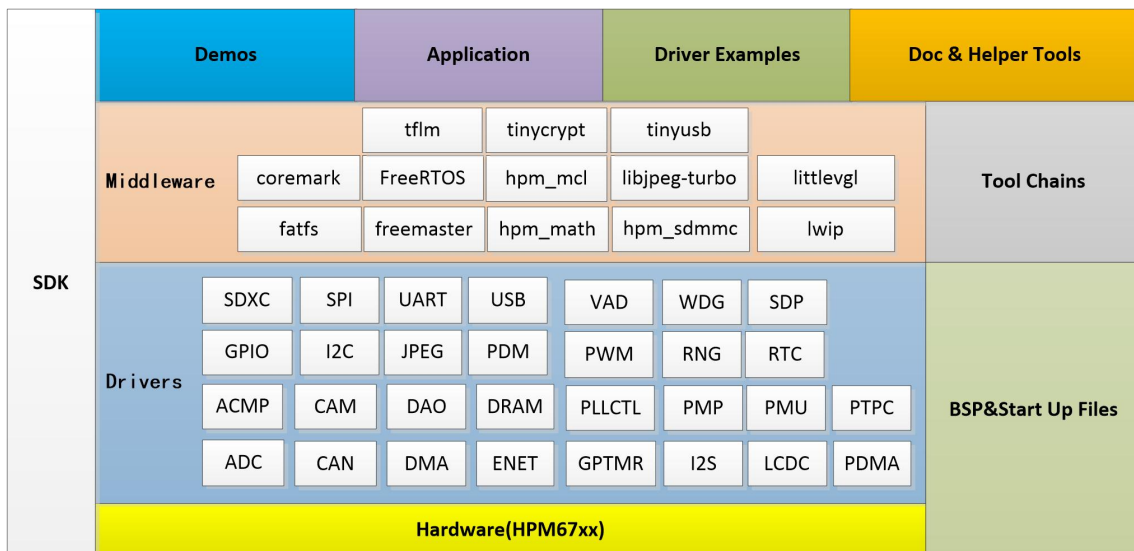 Demos
Application
Driver Examples
Doc & Helper Tools
SDK
Middleware
tflm
tinycrypt
tinyusb
coremark
FreeRTOS
hpm_mcl
libjpeg-turbo
littlevgl
fatfs
freemaster
hpm_math
hpm_sdmmc
lwip
Tool Chains
Drivers
SDXC
SPI
UART
USB
VAD
WDG
SDP
GPIO
I2C
JPEG
PDM
PWM
RNG
RTC
ACMP
CAM
DAO
DRAM
PLLCTL
PMP
PMU
PTPC
ADC
CAN
DMA
ENET
GPTMR
I2S
LCDC
PDMA
BSP&Start Up Files
Hardware(HPM67xx)